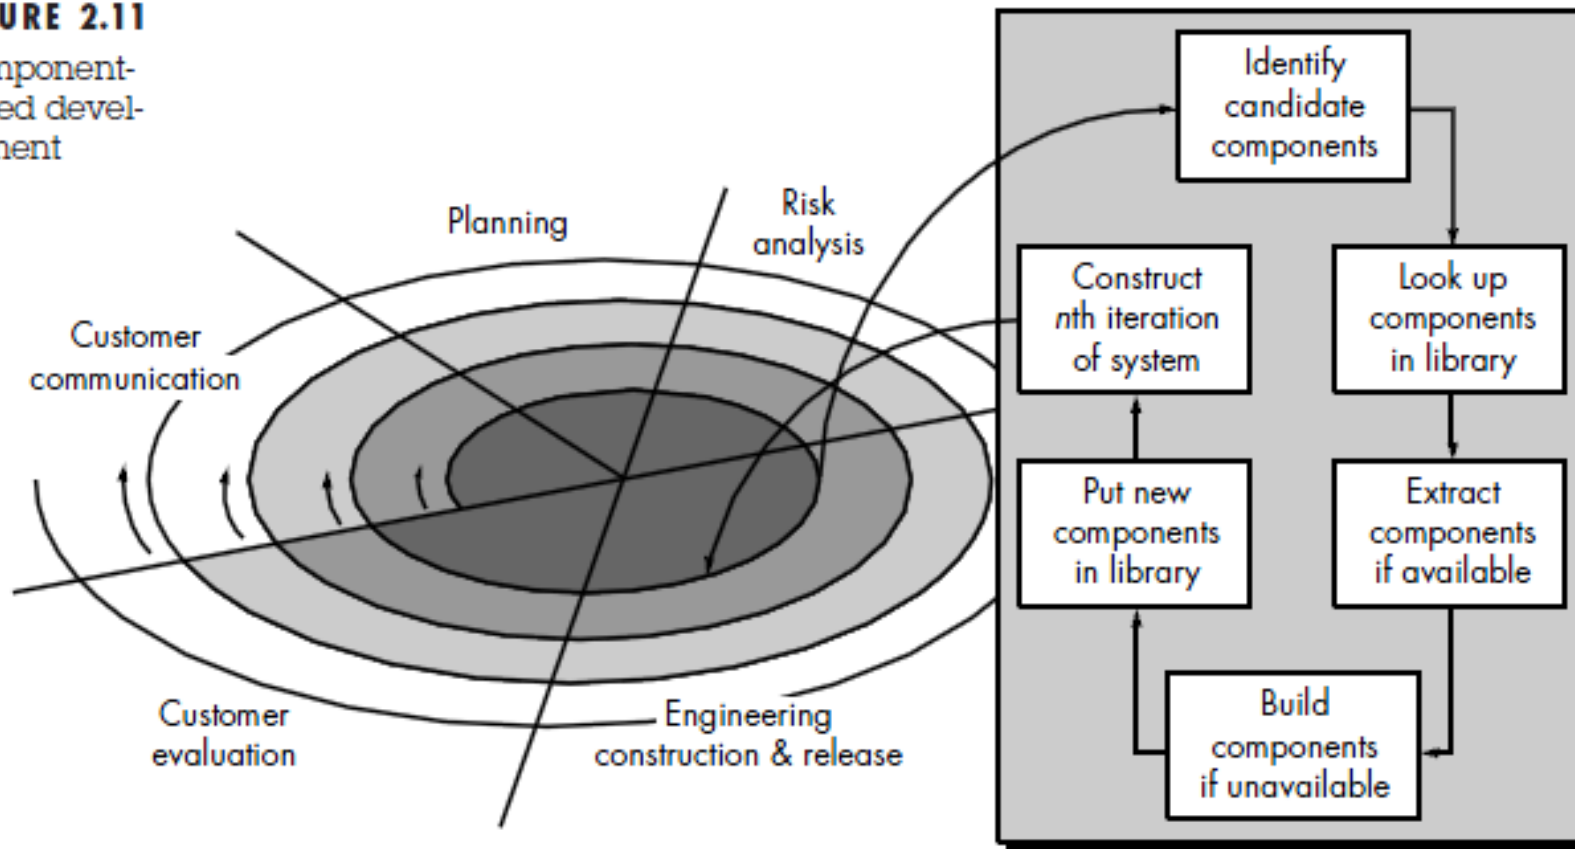 URE 2.11
mponent-
ed devel-
ment
Planning
Risk
analysis
Customer
communication
Customer
evaluation
Engineering
construction & release
Identify
candidate
components
Look up
components
in library
Extract
components
if available
Build
components
if unavailable
Put new
components
in library
Construct
nth iteration
of system